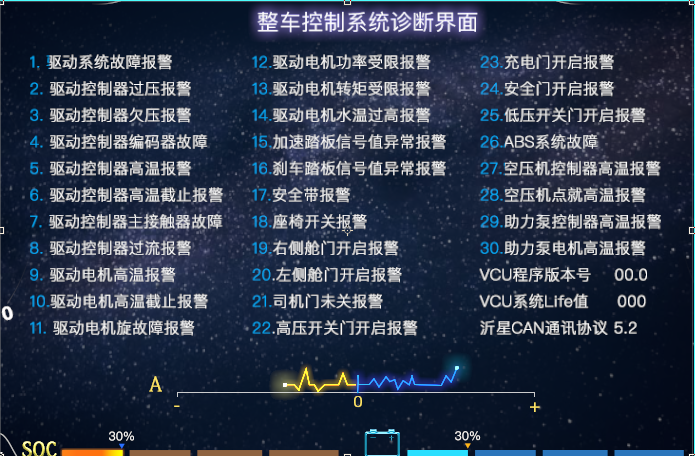 整车控制系统诊断界面
1. 驱动系统故障报警
2. 驱动控制器过压报警
3. 驱动控制器欠压报警
4. 驱动控制器编码器故障
5. 驱动控制器高温报警
6. 驱动控制器高温截止报警
7. 驱动控制器主接触器故障
8. 驱动控制器过流报警
9. 驱动电机高温报警
10.驱动电机高温截止报警
11. 驱动电机旋故障报警
12.驱动电机功率受限报警
13.驱动电机转矩受限报警
14.驱动电机水温过高报警
15.加速踏板信号值异常报警
16.刹车踏板信号值异常报警
17.安全带报警
18.座椅开关报警
19.右侧舱门开启报警
20.左侧舱门开启报警
21.司机门未关报警
22.高压开关门开启报警
23.充电门开启报警
24.安全门开启报警
25.低压开关门开启报警
26.ABS系统故障
27.空压机控制器高温报警
28.空压机点就高温报警
29.助力泵控制器高温报警
30.助力泵电机高温报警
VCU程序版本号 00.0
VCU系统Life值 000
沂星CAN通讯协议 5.2
0
A
- 0 +
SOC 30% 30%